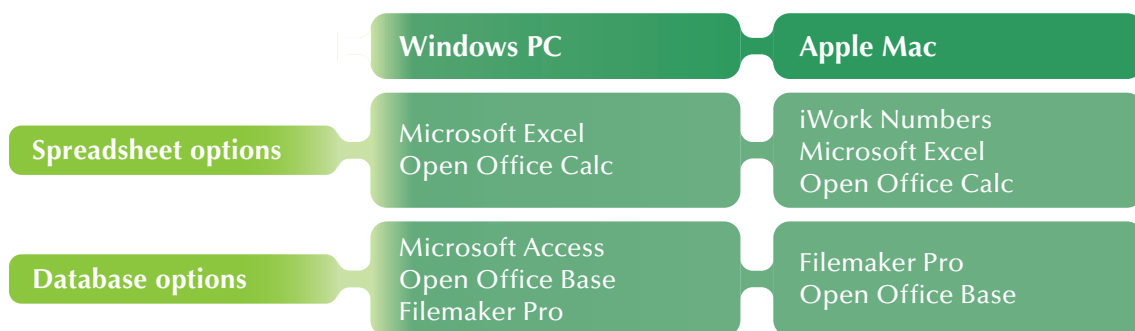 Windows PC
Apple Mac
Spreadsheet options
Microsoft Excel
Open Office Calc
iWork Numbers
Microsoft Excel
Open Office Calc
Database options
Microsoft Access
Open Office Base
Filemaker Pro
Filemaker Pro
Open Office Base